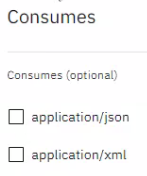 Consumes
Consumes (optional)
application/json
application/xml